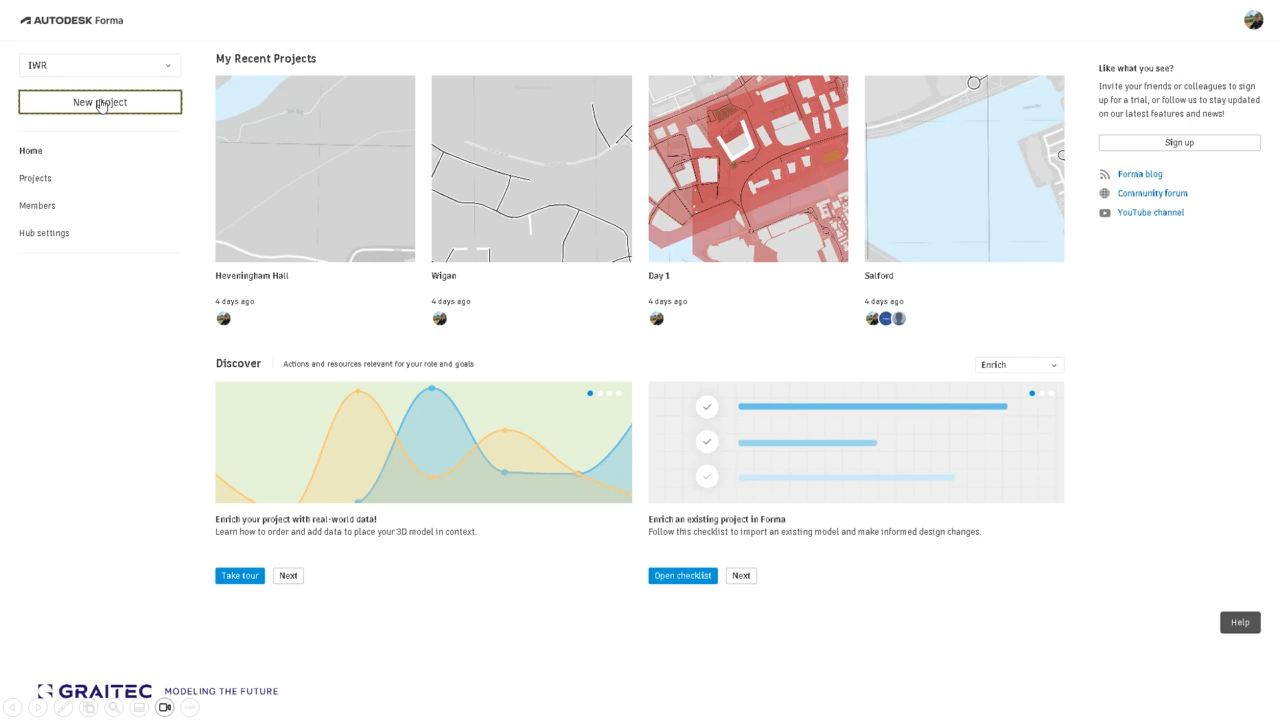 AUTODESK Forma
IWR
New project
Home
Projects
Members
Hub settings
My Recent Projects
Heveningham Hall
4 days ago
Wigan
4 days ago
Day 1
4 days ago
Salford
4 days ago
Discover
Actions and resources relevant for your role and goals
Enrich
Enrich your project with real-world data!
Learn how to order and add data to place your 3D model in context.
Take tour
Next
Enrich an existing project in Forma
Follow this checklist to import an existing model and make informed design changes.
Open checklist
Next
Like what you see?
Invite your friends or colleagues to sign
up for a trial, or follow us to stay updated
on our latest features and news!
Sign up
Forma blog
Community forum
YouTube channel
Help
GRAITEC MODELING THE FUTURE